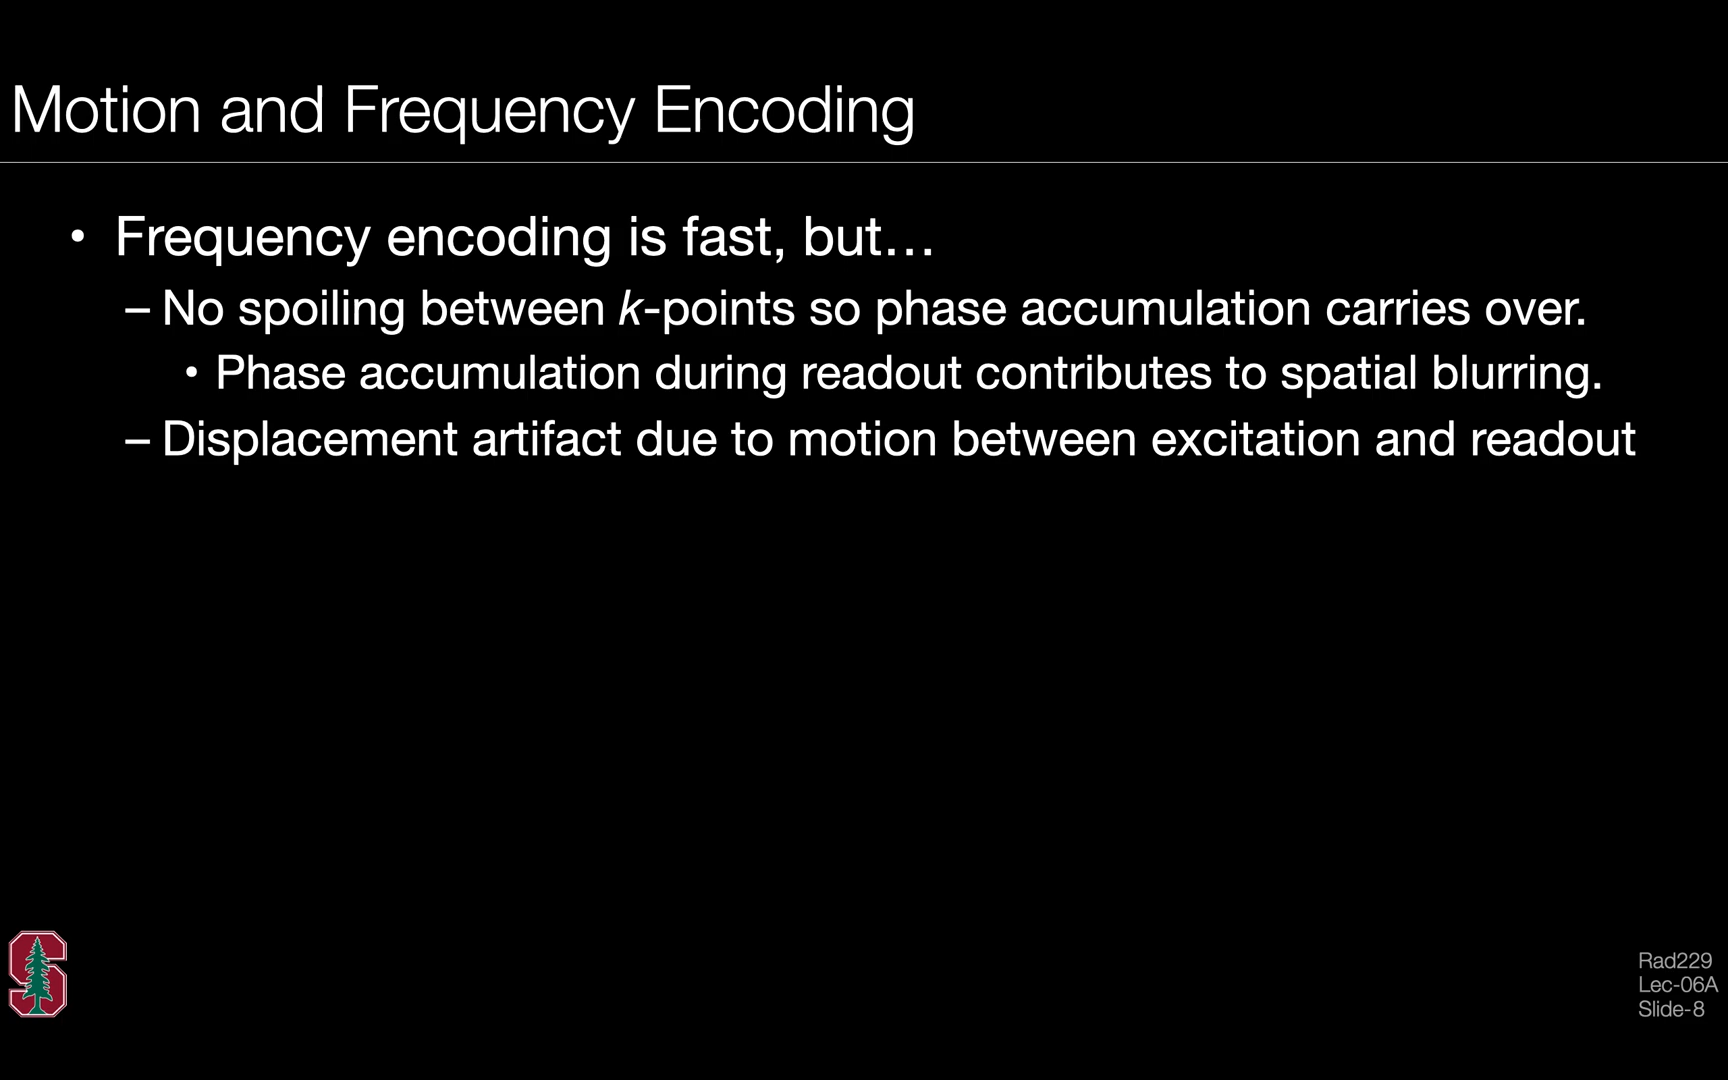 Motion and Frequency Encoding
• Frequency encoding is fast, but…
– No spoiling between k-points so phase accumulation carries over.
• Phase accumulation during readout contributes to spatial blurring.
– Displacement artifact due to motion between excitation and readout
Rad229
Lec-06A
Slide-8